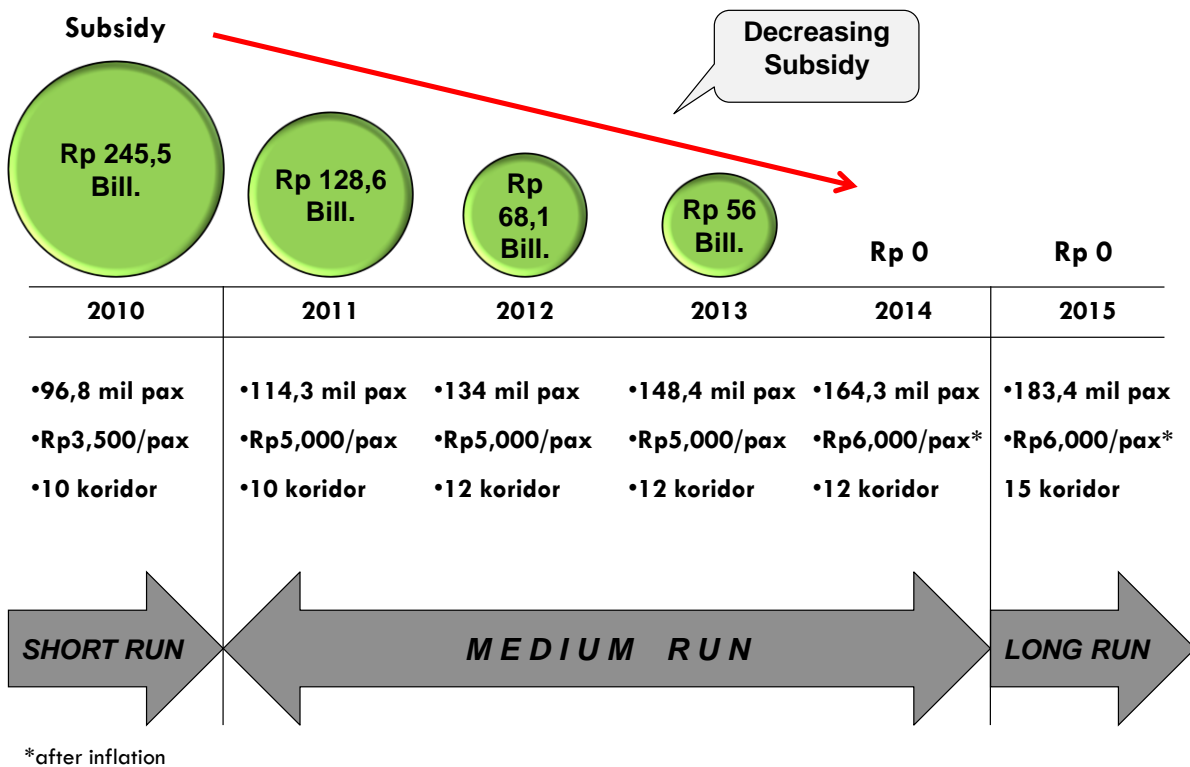 Subsidy
Decreasing
Subsidy
Rp 245,5
Bill.
Rp 128,6
Bill.
Rp
68,1
Bill.
Rp 56
Bill.
Rp 0
Rp 0
2010
2011
2012
2013
2014
2015
•96,8 mil pax
•Rp3,500/pax
•10 koridor
•114,3 mil pax
•Rp5,000/pax
•10 koridor
•134 mil pax
•Rp5,000/pax
•12 koridor
•148,4 mil pax
•Rp5,000/pax
•12 koridor
•164,3 mil pax
•Rp6,000/pax*
•12 koridor
•183,4 mil pax
•Rp6,000/pax*
15 koridor
SHORT RUN
MEDIUM RUN
LONG RUN
*after inflation